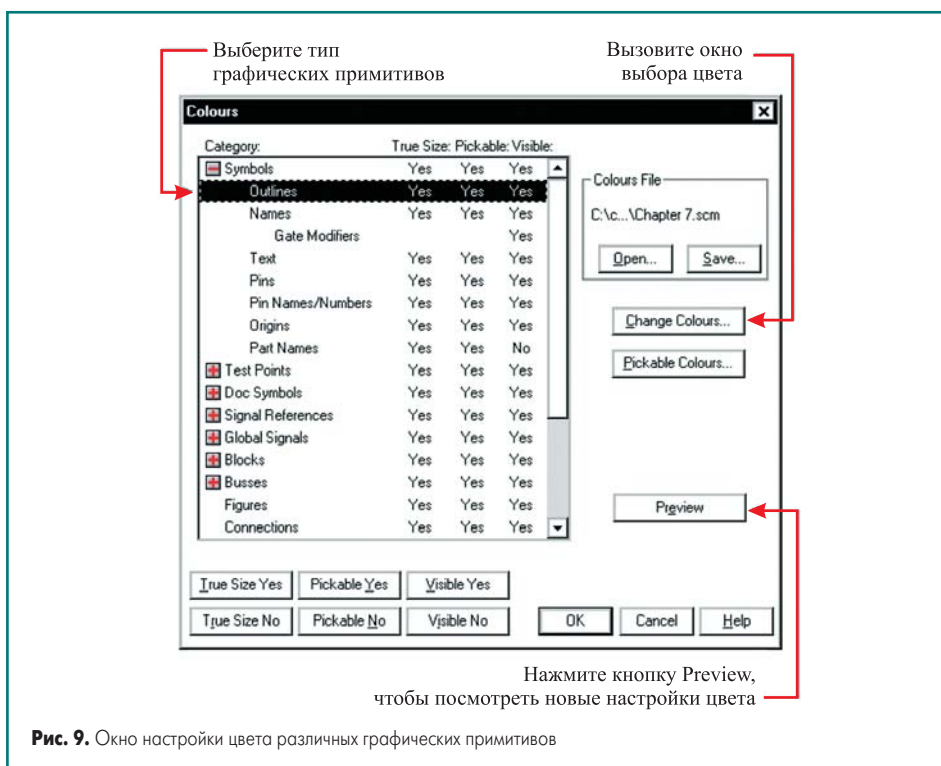 Выберите тип
графических примитивов
Вызовите окно
выбора цвета
Colours
Category: True Size: Pickable: Visible:
Symbols Yes Yes Yes
Outlines Yes Yes Yes
Names Yes Yes Yes
Gate Modifiers Yes
Text Yes Yes Yes
Pins Yes Yes Yes
Pin Names/Numbers Yes Yes Yes
Origins Yes Yes Yes
Part Names Yes Yes No
Test Points Yes Yes Yes
Doc Symbols Yes Yes Yes
Signal References Yes Yes Yes
Global Signals Yes Yes Yes
Blocks Yes Yes Yes
Busses Yes Yes Yes
Figures Yes Yes Yes
Connections Yes Yes Yes
Colours File
C:\c...\Chapter 7.scm
Open... Save...
Change Colours...
Pickable Colours...
Preview
True Size Yes Pickable Yes Visible Yes
True Size No Pickable No Visible No OK Cancel Help
Нажмите кнопку Preview,
чтобы посмотреть новые настройки цвета
Рис. 9. Окно настройки цвета различных графических примитивов